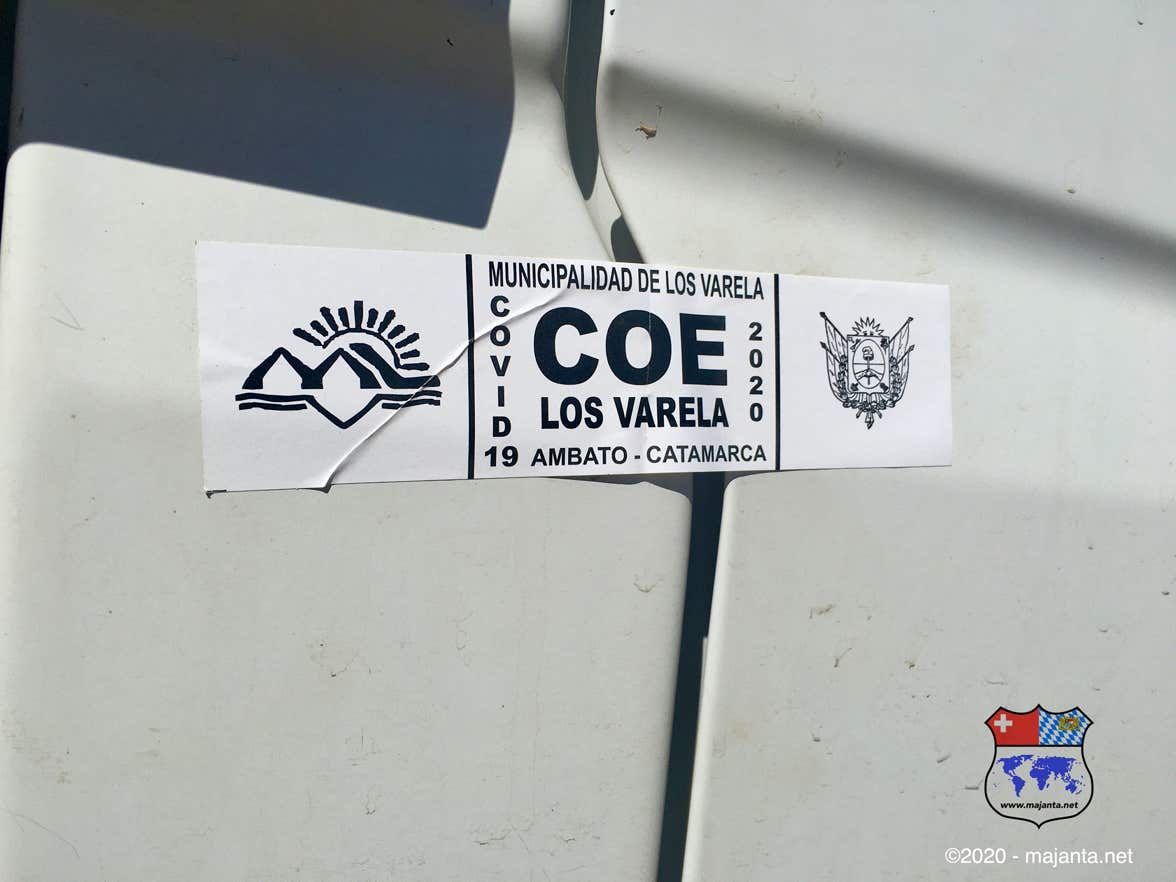 MUNICIPALIDAD DE LOS VARELA
COVID
19
COE
2020
LOS VARELA
AMBATO - CATAMARCA
www.majanta.net
©2020 - majanta.net